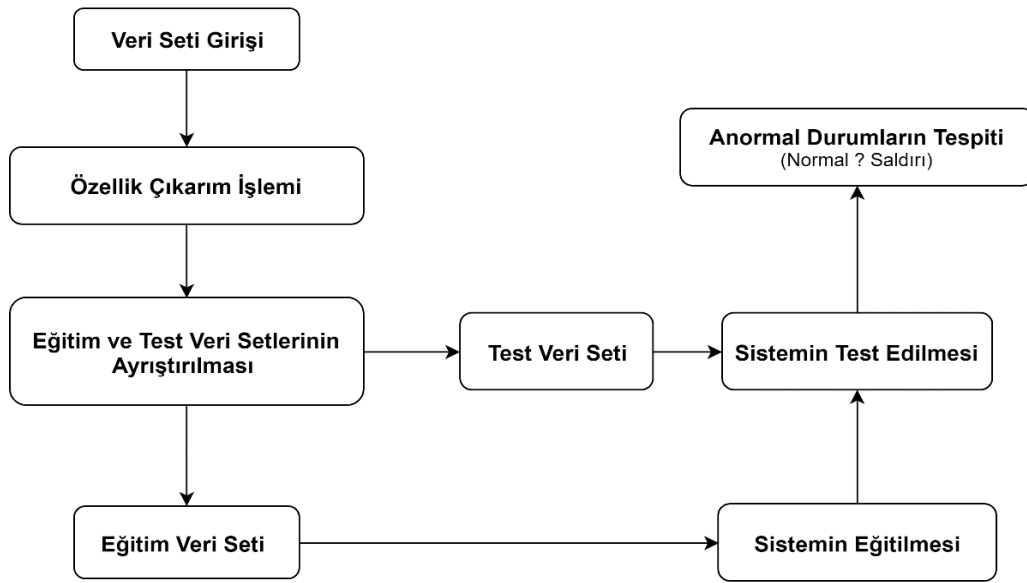 Veri Seti Girişi
Özellik Çıkarım İşlemi
Eğitim ve Test Veri Setlerinin
Ayrıştırılması
Eğitim Veri Seti
Test Veri Seti
Anormal Durumların Tespiti
(Normal ? Saldırı)
Sistemin Test Edilmesi
Sistemin Eğitilmesi